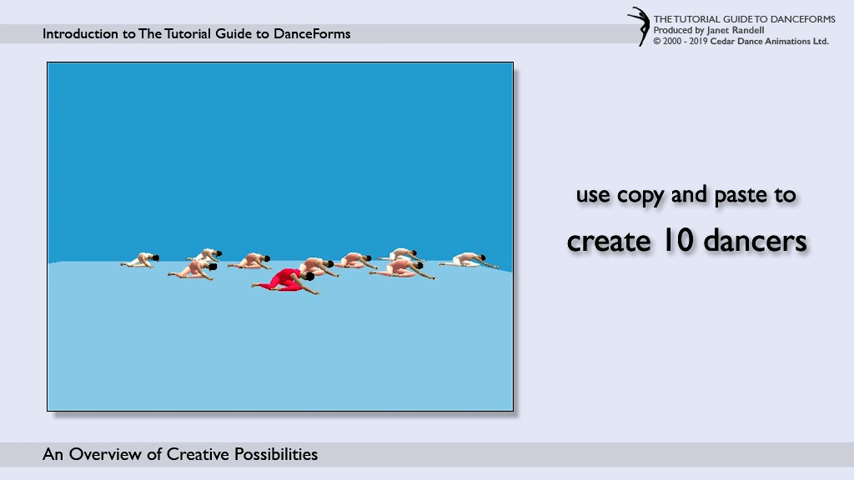 Introduction to The Tutorial Guide to DanceForms
THE TUTORIAL GUIDE TO DANCEFORMS
Produced by Janet Randell
© 2000 - 2019 Cedar Dance Animations Ltd.
use copy and paste to
create 10 dancers
An Overview of Creative Possibilities